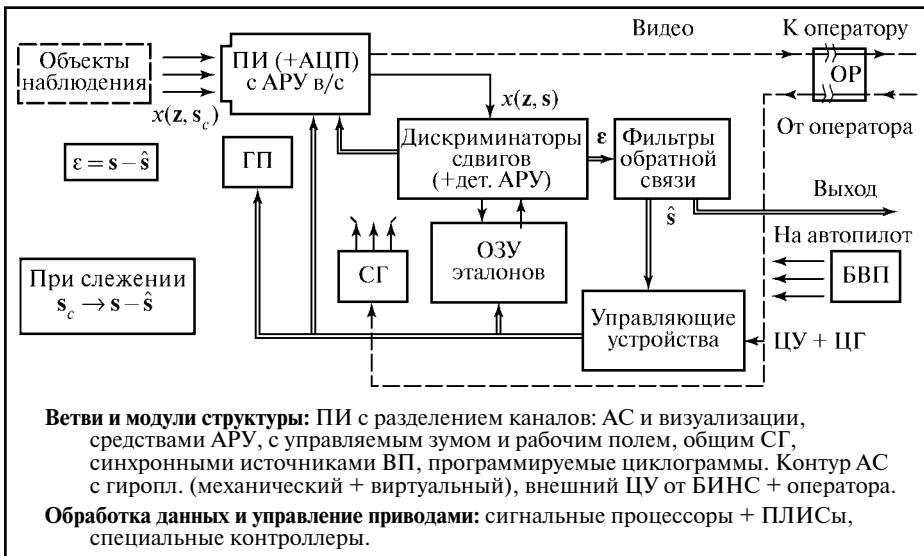 Видео
К оператору
Объекты
наблюдения
ПИ (+АЦП)
с АРУ в/с
ОР
x(z, s_c)
x(z, s)
От оператора
ε = s – ŝ
ГП
Дискриминаторы
сдвигов
(+дет. АРУ)
ε
Фильтры
обратной
связи
Выход
ŝ
На автопилот
При слежении
s_c → s – ŝ
СГ
ОЗУ
эталонов
БВП
Управляющие
устройства
ЦУ + ЦГ
Ветви и модули структуры: ПИ с разделением каналов: АС и визуализации,
средствами АРУ, с управляемым зумом и рабочим полем, общим СГ,
синхронными источниками ВП, программируемые циклограммы. Контур АС
с гиропл. (механический + виртуальный), внешний ЦУ от БИНС + оператора.
Обработка данных и управление приводами: сигнальные процессоры + ПЛИСы,
специальные контроллеры.